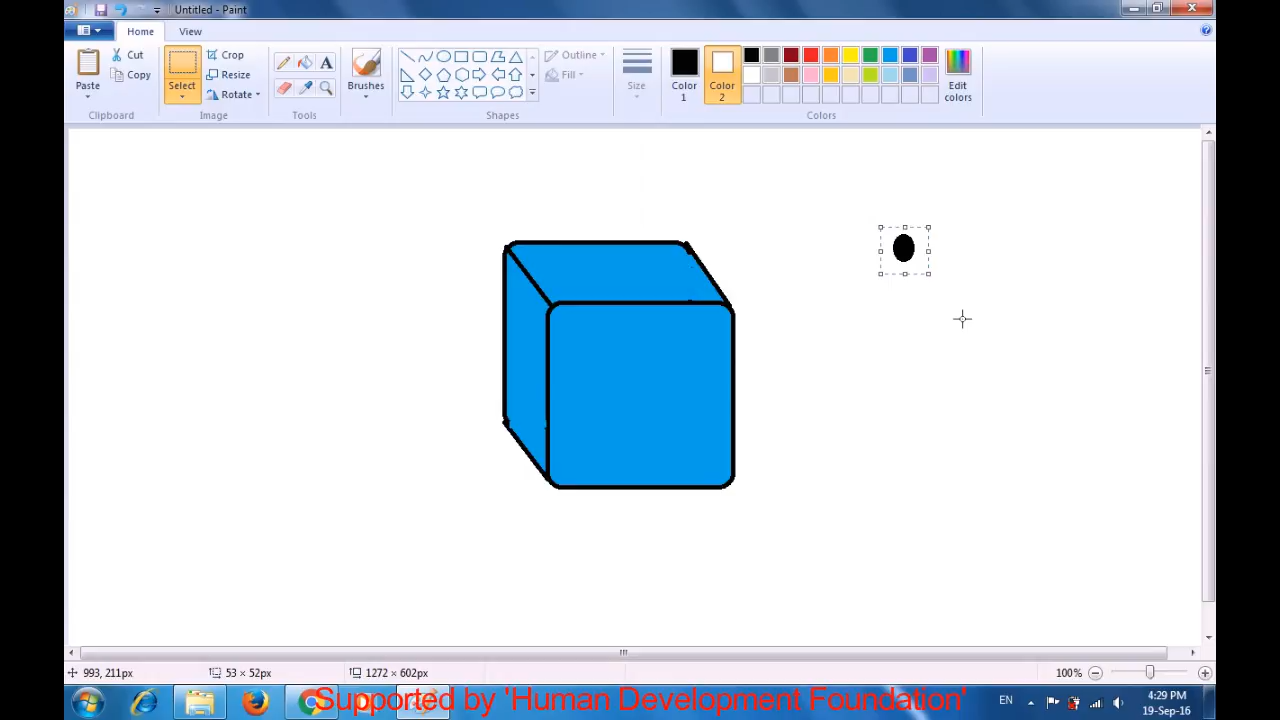 Untitled - Paint
Home
View
Paste
Cut
Copy
Clipboard
Select
Crop
Resize
Rotate
Image
A
Tools
Brushes
Shapes
Outline
Fill
Size
Color 1
Color 2
Colors
Edit colors
993, 211px
53 × 52px
1272 × 602px
100%
Supported by 'Human Development Foundation'
EN
4:29 PM
19-Sep-16